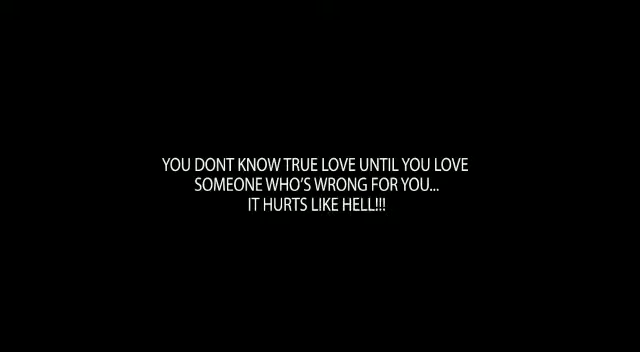 YOU DONT KNOW TRUE LOVE UNTIL YOU LOVE
SOMEONE WHO'S WRONG FOR YOU...
IT HURTS LIKE HELL!!!